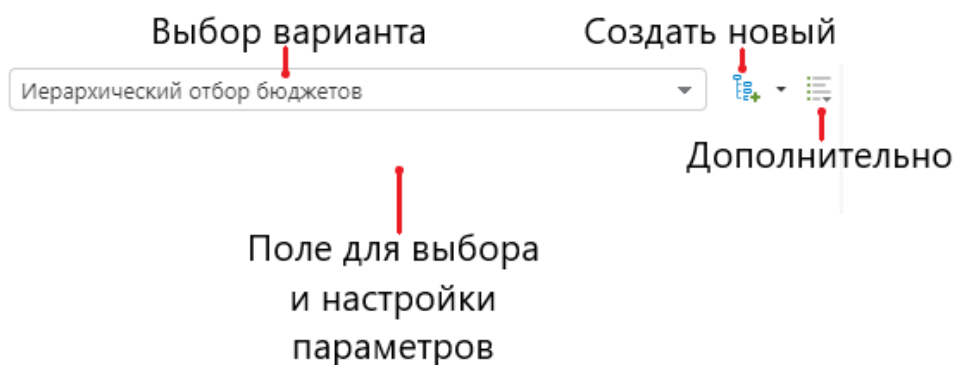 Выбор варианта
Создать новый
Иерархический отбор бюджетов
Дополнительно
Поле для выбора
и настройки
параметров